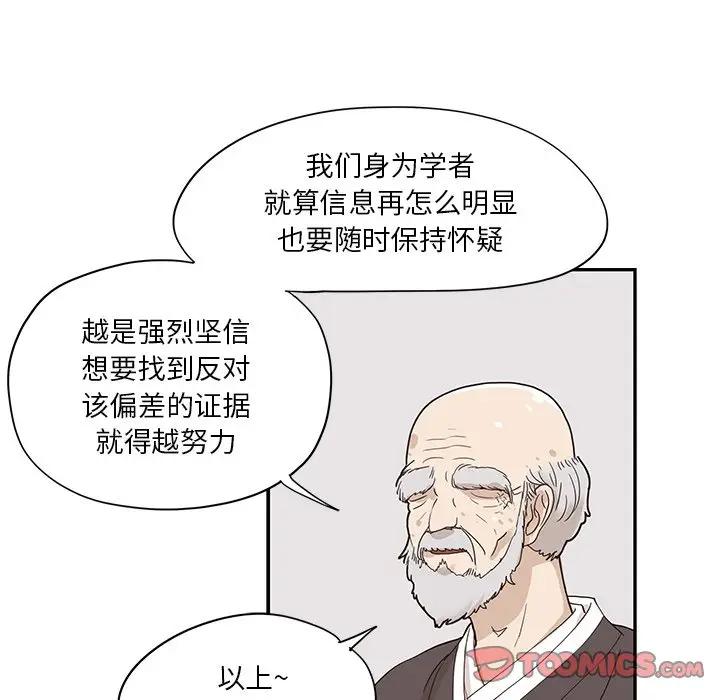 我们身为学者
就算信息再怎么明显
也要随时保持怀疑
越是强烈坚信
想要找到反对
该偏差的证据
就得越努力
以上~
TOOMICS.COM